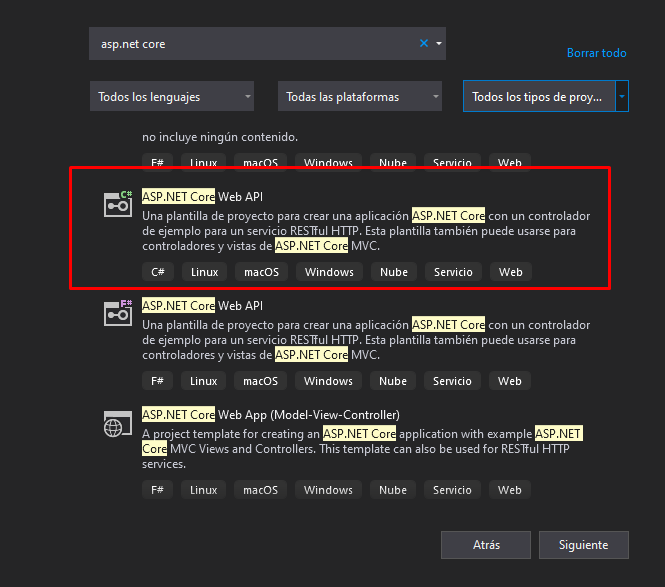 asp.net core
Borrar todo
Todos los lenguajes
Todas las plataformas
Todos los tipos de proy...
no incluye ningún contenido.
F# Linux macOS Windows Nube Servicio Web
C#
ASP.NET Core Web API
Una plantilla de proyecto para crear una aplicación ASP.NET Core con un controlador
de ejemplo para un servicio RESTful HTTP. Esta plantilla también puede usarse para
controladores y vistas de ASP.NET Core MVC.
C# Linux macOS Windows Nube Servicio Web
F#
ASP.NET Core Web API
Una plantilla de proyecto para crear una aplicación ASP.NET Core con un controlador
de ejemplo para un servicio RESTful HTTP. Esta plantilla también puede usarse para
controladores y vistas de ASP.NET Core MVC.
F# Linux macOS Windows Nube Servicio Web
ASP.NET Core Web App (Model-View-Controller)
A project template for creating an ASP.NET Core application with example ASP.NET
Core MVC Views and Controllers. This template can also be used for RESTful HTTP
services.
F# Linux macOS Windows Nube Servicio Web
Atrás
Siguiente